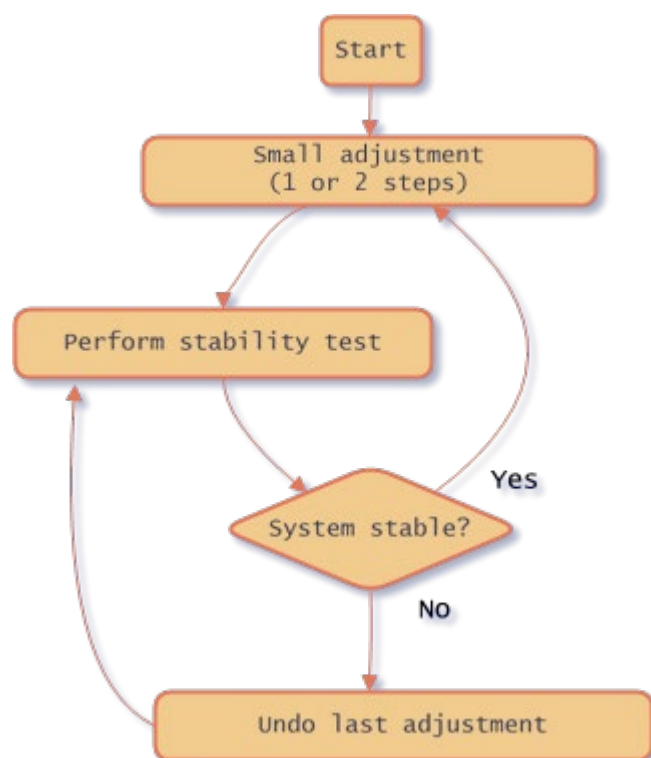 Start
Small adjustment
(1 or 2 steps)
Perform stability test
Yes
System stable?
No
Undo last adjustment